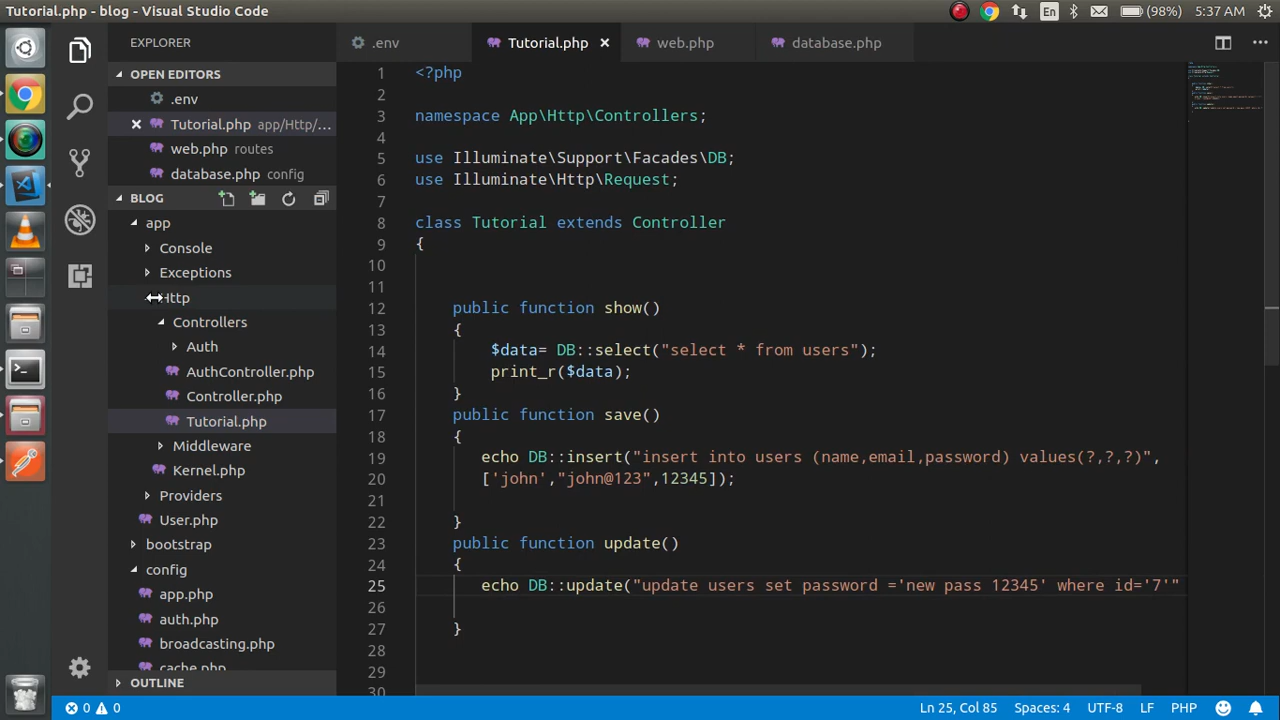 Tutorial.php - blog - Visual Studio Code
En
(98%)
5:37 AM
EXPLORER
.env
Tutorial.php
web.php
database.php
OPEN EDITORS
.env
Tutorial.php app/Http/...
web.php routes
database.php config
BLOG
app
Console
Exceptions
Http
Controllers
Auth
AuthController.php
Controller.php
Tutorial.php
Middleware
Kernel.php
Providers
User.php
bootstrap
config
app.php
auth.php
broadcasting.php
cache.php
OUTLINE
1 <?php
2
3 namespace App\Http\Controllers;
4
5 use Illuminate\Support\Facades\DB;
6 use Illuminate\Http\Request;
7
8 class Tutorial extends Controller
9 {
10
11
12 public function show()
13 {
14 $data= DB::select("select * from users");
15 print_r($data);
16 }
17 public function save()
18 {
19 echo DB::insert("insert into users (name,email,password) values(?,?,?)",
20 ['john',"john@123",12345]);
21
22 }
23 public function update()
24 {
25 echo DB::update("update users set password ='new pass 12345' where id='7'"
26
27 }
28
29
30
0 0
Ln 25, Col 85
Spaces: 4
UTF-8
LF
PHP